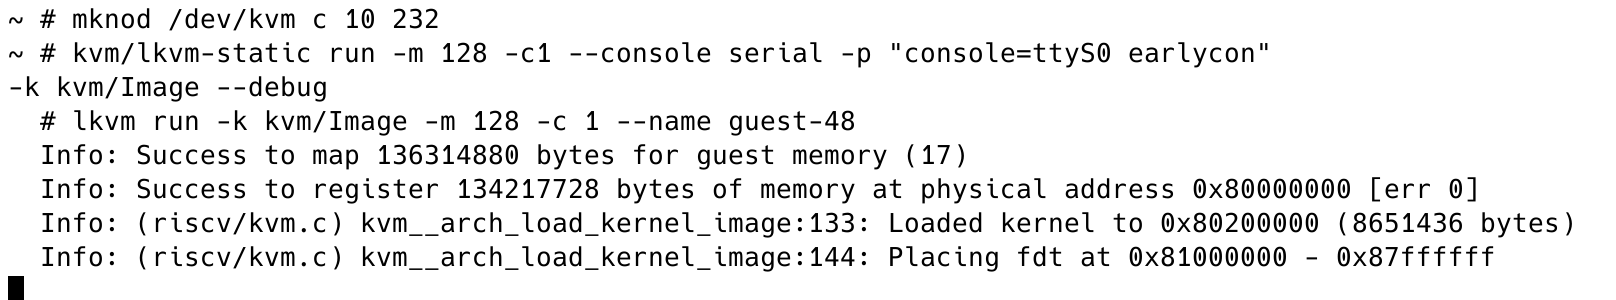 ~ # mknod /dev/kvm c 10 232
~ # kvm/lkvm-static run -m 128 -c1 --console serial -p "console=ttyS0 earlycon"
-k kvm/Image --debug
# lkvm run -k kvm/Image -m 128 -c 1 --name guest-48
Info: Success to map 136314880 bytes for guest memory (17)
Info: Success to register 134217728 bytes of memory at physical address 0x80000000 [err 0]
Info: (riscv/kvm.c) kvm__arch_load_kernel_image:133: Loaded kernel to 0x80200000 (8651436 bytes)
Info: (riscv/kvm.c) kvm__arch_load_kernel_image:144: Placing fdt at 0x81000000 - 0x87ffffff